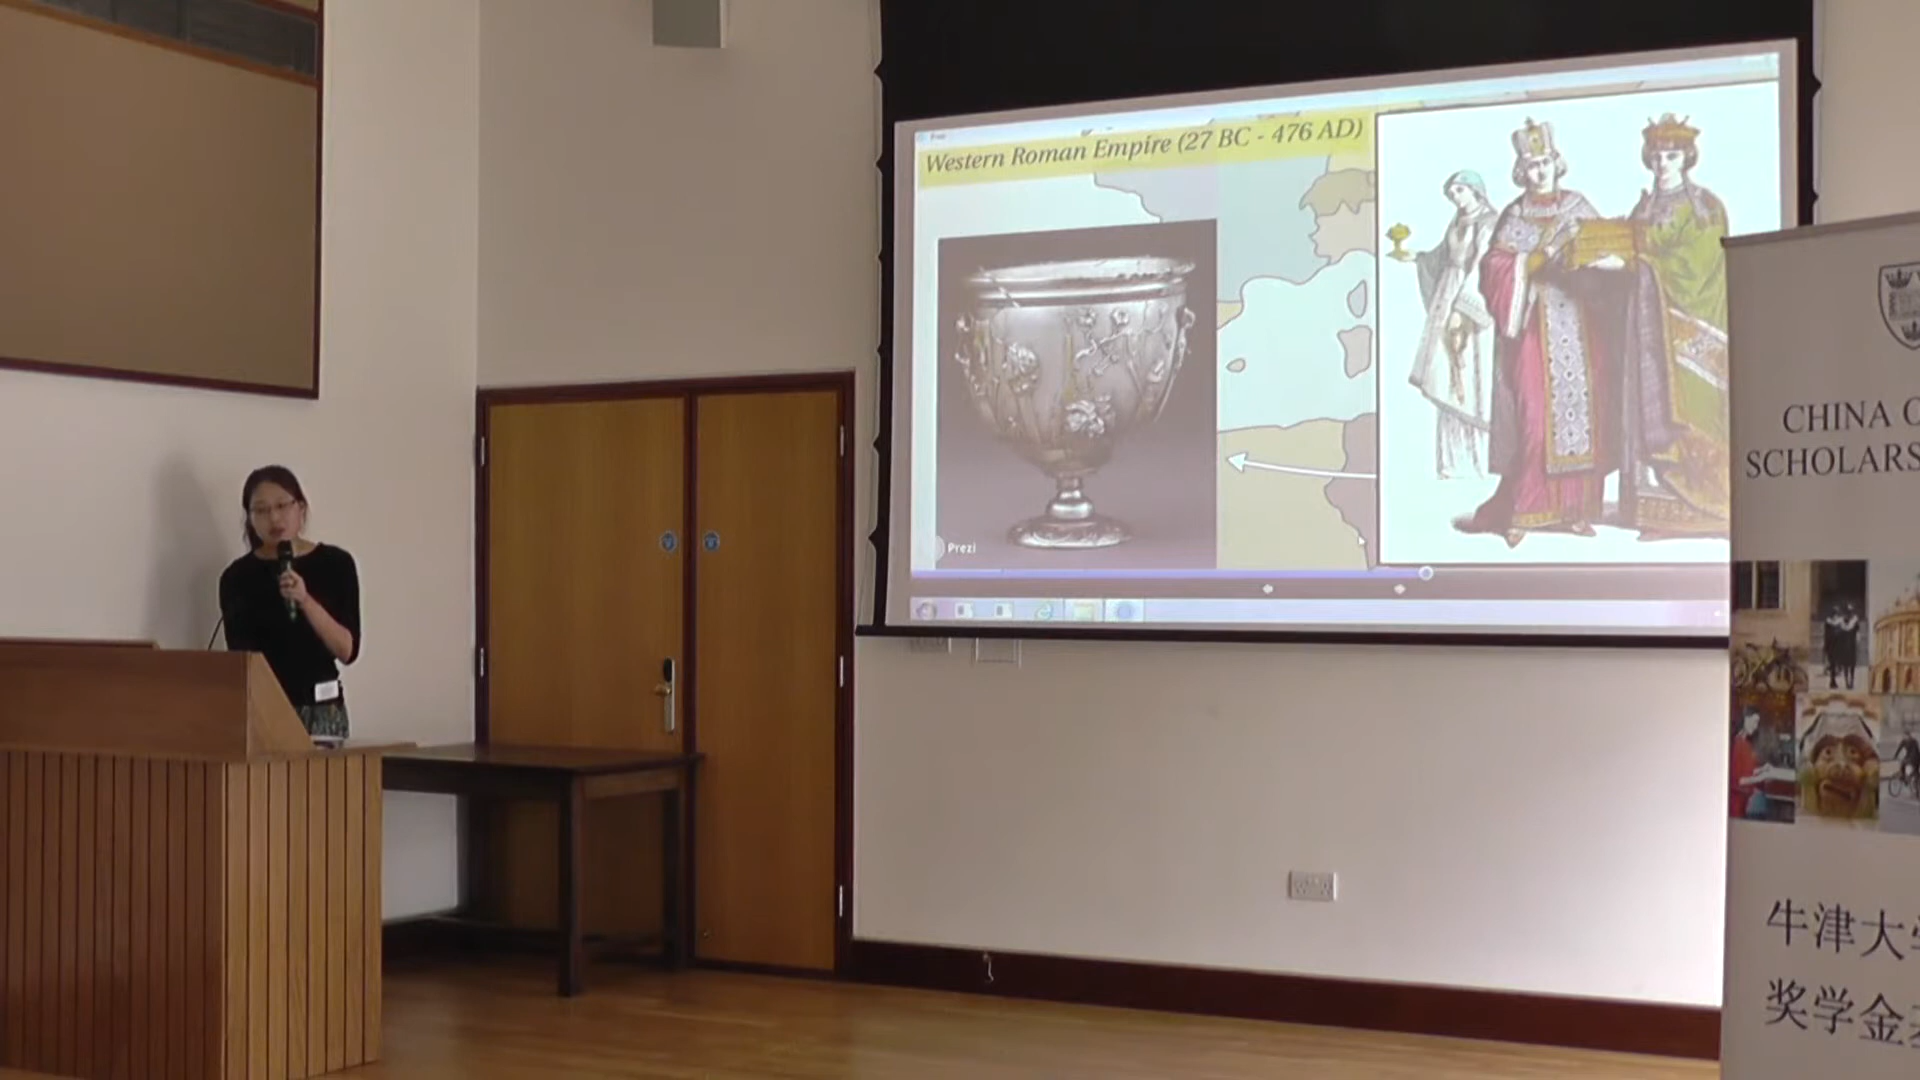 Western Roman Empire (27 BC - 476 AD)
Prezi
CHINA
SCHOLARS
牛津大
奖学金